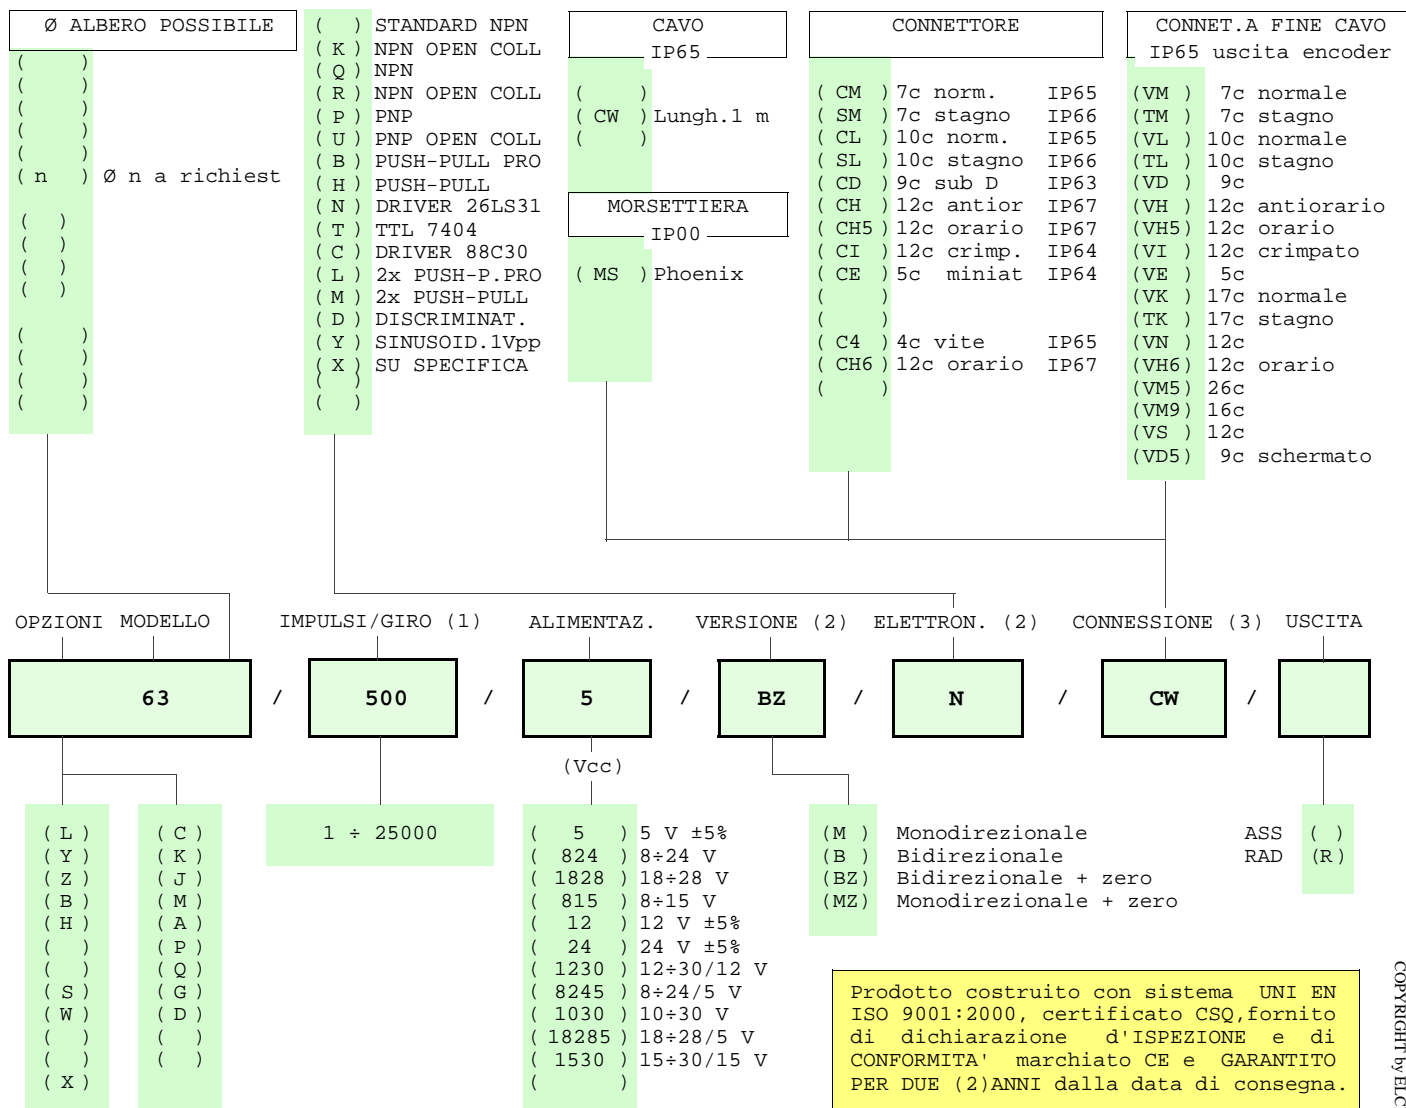 Ø ALBERO POSSIBILE
(    )
(    )
(    )
(    )
(    )
( n  ) Ø n a richiest
(  )
(  )
(  )
(  )
(    )
(    )
(    )
(    )
(   ) STANDARD NPN
( K ) NPN OPEN COLL
( Q ) NPN
( R ) NPN OPEN COLL
( P ) PNP
( U ) PNP OPEN COLL
( B ) PUSH-PULL PRO
( H ) PUSH-PULL
( N ) DRIVER 26LS31
( T ) TTL 7404
( C ) DRIVER 88C30
( L ) 2x PUSH-P.PRO
( M ) 2x PUSH-PULL
( D ) DISCRIMINAT.
( Y ) SINUSOID.1Vpp
( X ) SU SPECIFICA
(   )
(   )
CAVO
IP65
(    )
( CW ) Lungh.1 m
(    )
MORSETTIERA
IP00
( MS ) Phoenix
CONNETTORE
( CM ) 7c norm. IP65
( SM ) 7c stagno IP66
( CL ) 10c norm. IP65
( SL ) 10c stagno IP66
( CD ) 9c sub D IP63
( CH ) 12c antior IP67
( CH5 ) 12c orario IP67
( CI ) 12c crimp. IP64
( CE ) 5c miniat IP64
(    )
(    )
( C4 ) 4c vite IP65
( CH6 ) 12c orario IP67
(    )
CONNET.A FINE CAVO
IP65 uscita encoder
(VM ) 7c normale
(TM ) 7c stagno
(VL ) 10c normale
(TL ) 10c stagno
(VD ) 9c
(VH ) 12c antiorario
(VH5) 12c orario
(VI ) 12c crimpato
(VE ) 5c
(VK ) 17c normale
(TK ) 17c stagno
(VN ) 12c
(VH6) 12c orario
(VM5) 26c
(VM9) 16c
(VS ) 12c
(VD5) 9c schermato
OPZIONI MODELLO IMPULSI/GIRO (1) ALIMENTAZ. VERSIONE (2) ELETTRON. (2) CONNESSIONE (3) USCITA
63 / 500 / 5 / BZ / N / CW /
(Vcc)
( L )
( Y )
( Z )
( B )
( H )
(   )
(   )
( S )
( W )
(   )
(   )
( X )
( C )
( K )
( J )
( M )
( A )
( P )
( Q )
( G )
( D )
(   )
(   )
1 ÷ 25000
( 5 ) 5 V ±5%
( 824 ) 8÷24 V
( 1828 ) 18÷28 V
( 815 ) 8÷15 V
( 12 ) 12 V ±5%
( 24 ) 24 V ±5%
( 1230 ) 12÷30/12 V
( 8245 ) 8÷24/5 V
( 1030 ) 10÷30 V
( 18285 ) 18÷28/5 V
( 1530 ) 15÷30/15 V
(    )
(M ) Monodirezionale
(B ) Bidirezionale
(BZ) Bidirezionale + zero
(MZ) Monodirezionale + zero
ASS ( )
RAD (R)
Prodotto costruito con sistema UNI EN
ISO 9001:2000, certificato CSQ,fornito
di dichiarazione d'ISPEZIONE e di
CONFORMITA' marchiato CE e GARANTITO
PER DUE (2)ANNI dalla data di consegna.
COPYRIGHT by ELC